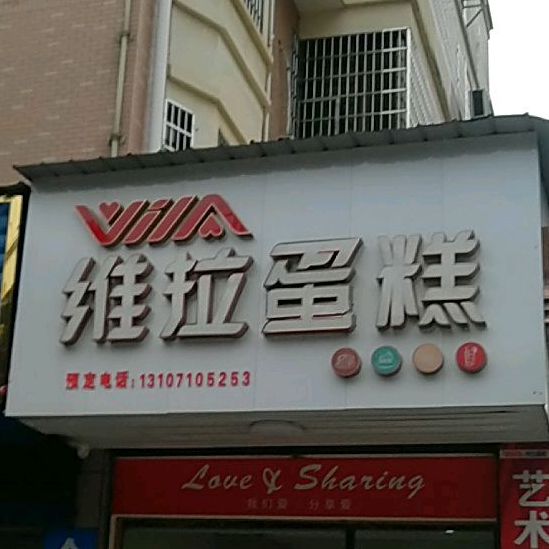 VillA
维拉蛋糕
预定电话:13107105253
Love & Sharing
我们爱 分享爱
艺术